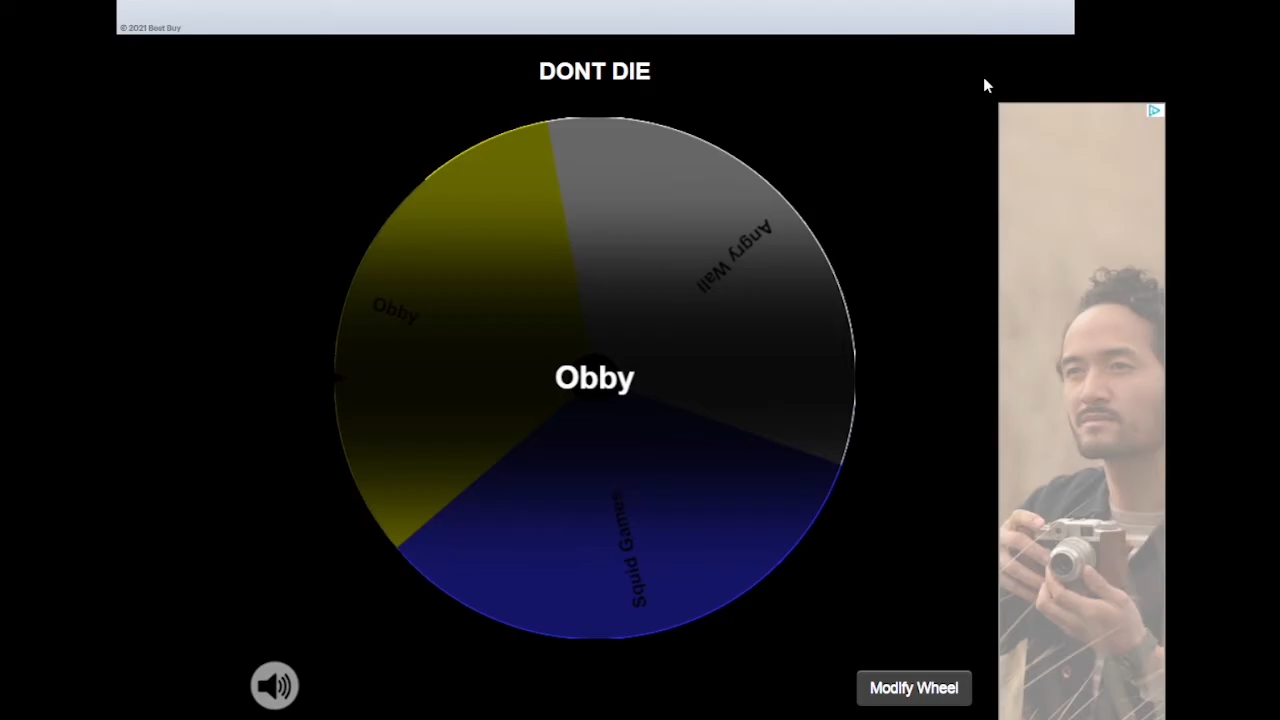 © 2021 Best Buy
DONT DIE
Angry Wall
Obby
Obby
Squid Games
Modify Wheel